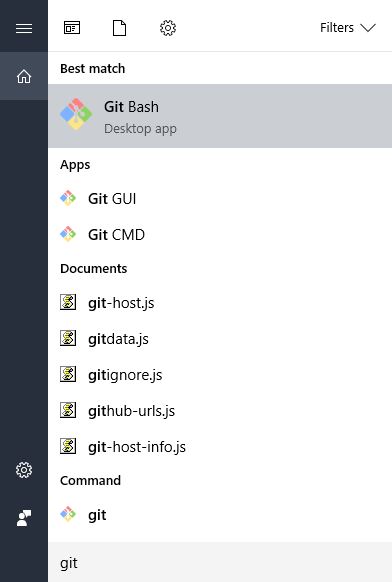 Filters
Best match
Git Bash
Desktop app
Apps
Git GUI
Git CMD
Documents
git-host.js
gitdata.js
gitignore.js
github-urls.js
git-host-info.js
Command
git
git